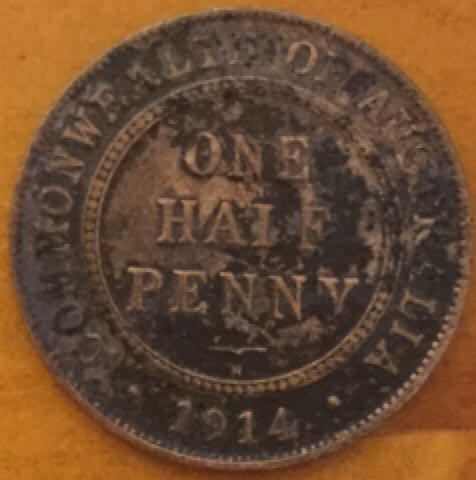 COMMONWEALTH OF AUSTRALIA
ONE
HALF
PENNY
H
1914